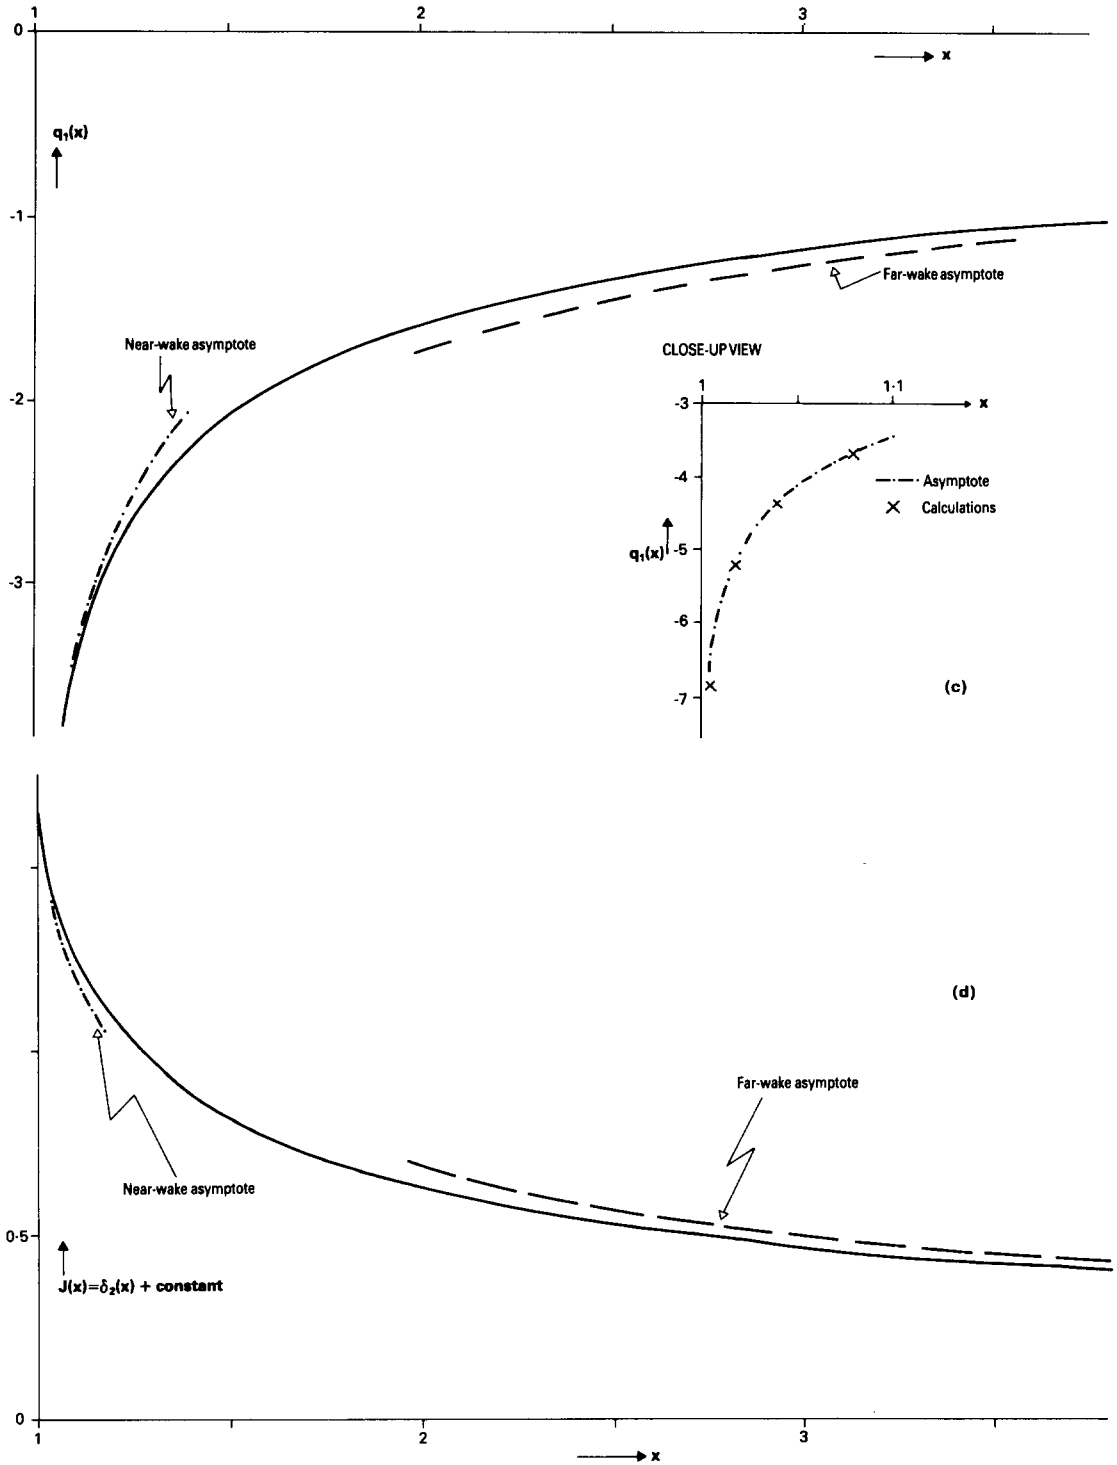 1 2 3
0
x
q₁(x)
-1
Far-wake asymptote
Near-wake asymptote
CLOSE-UP VIEW
-2
1 1·1
-3
x
-4
Asymptote
Calculations
q₁(x)
-5
-3
-6
-7
(c)
(d)
Far-wake asymptote
Near-wake asymptote
0·5
J(x)=δ₂(x) + constant
0
1 2 3
x